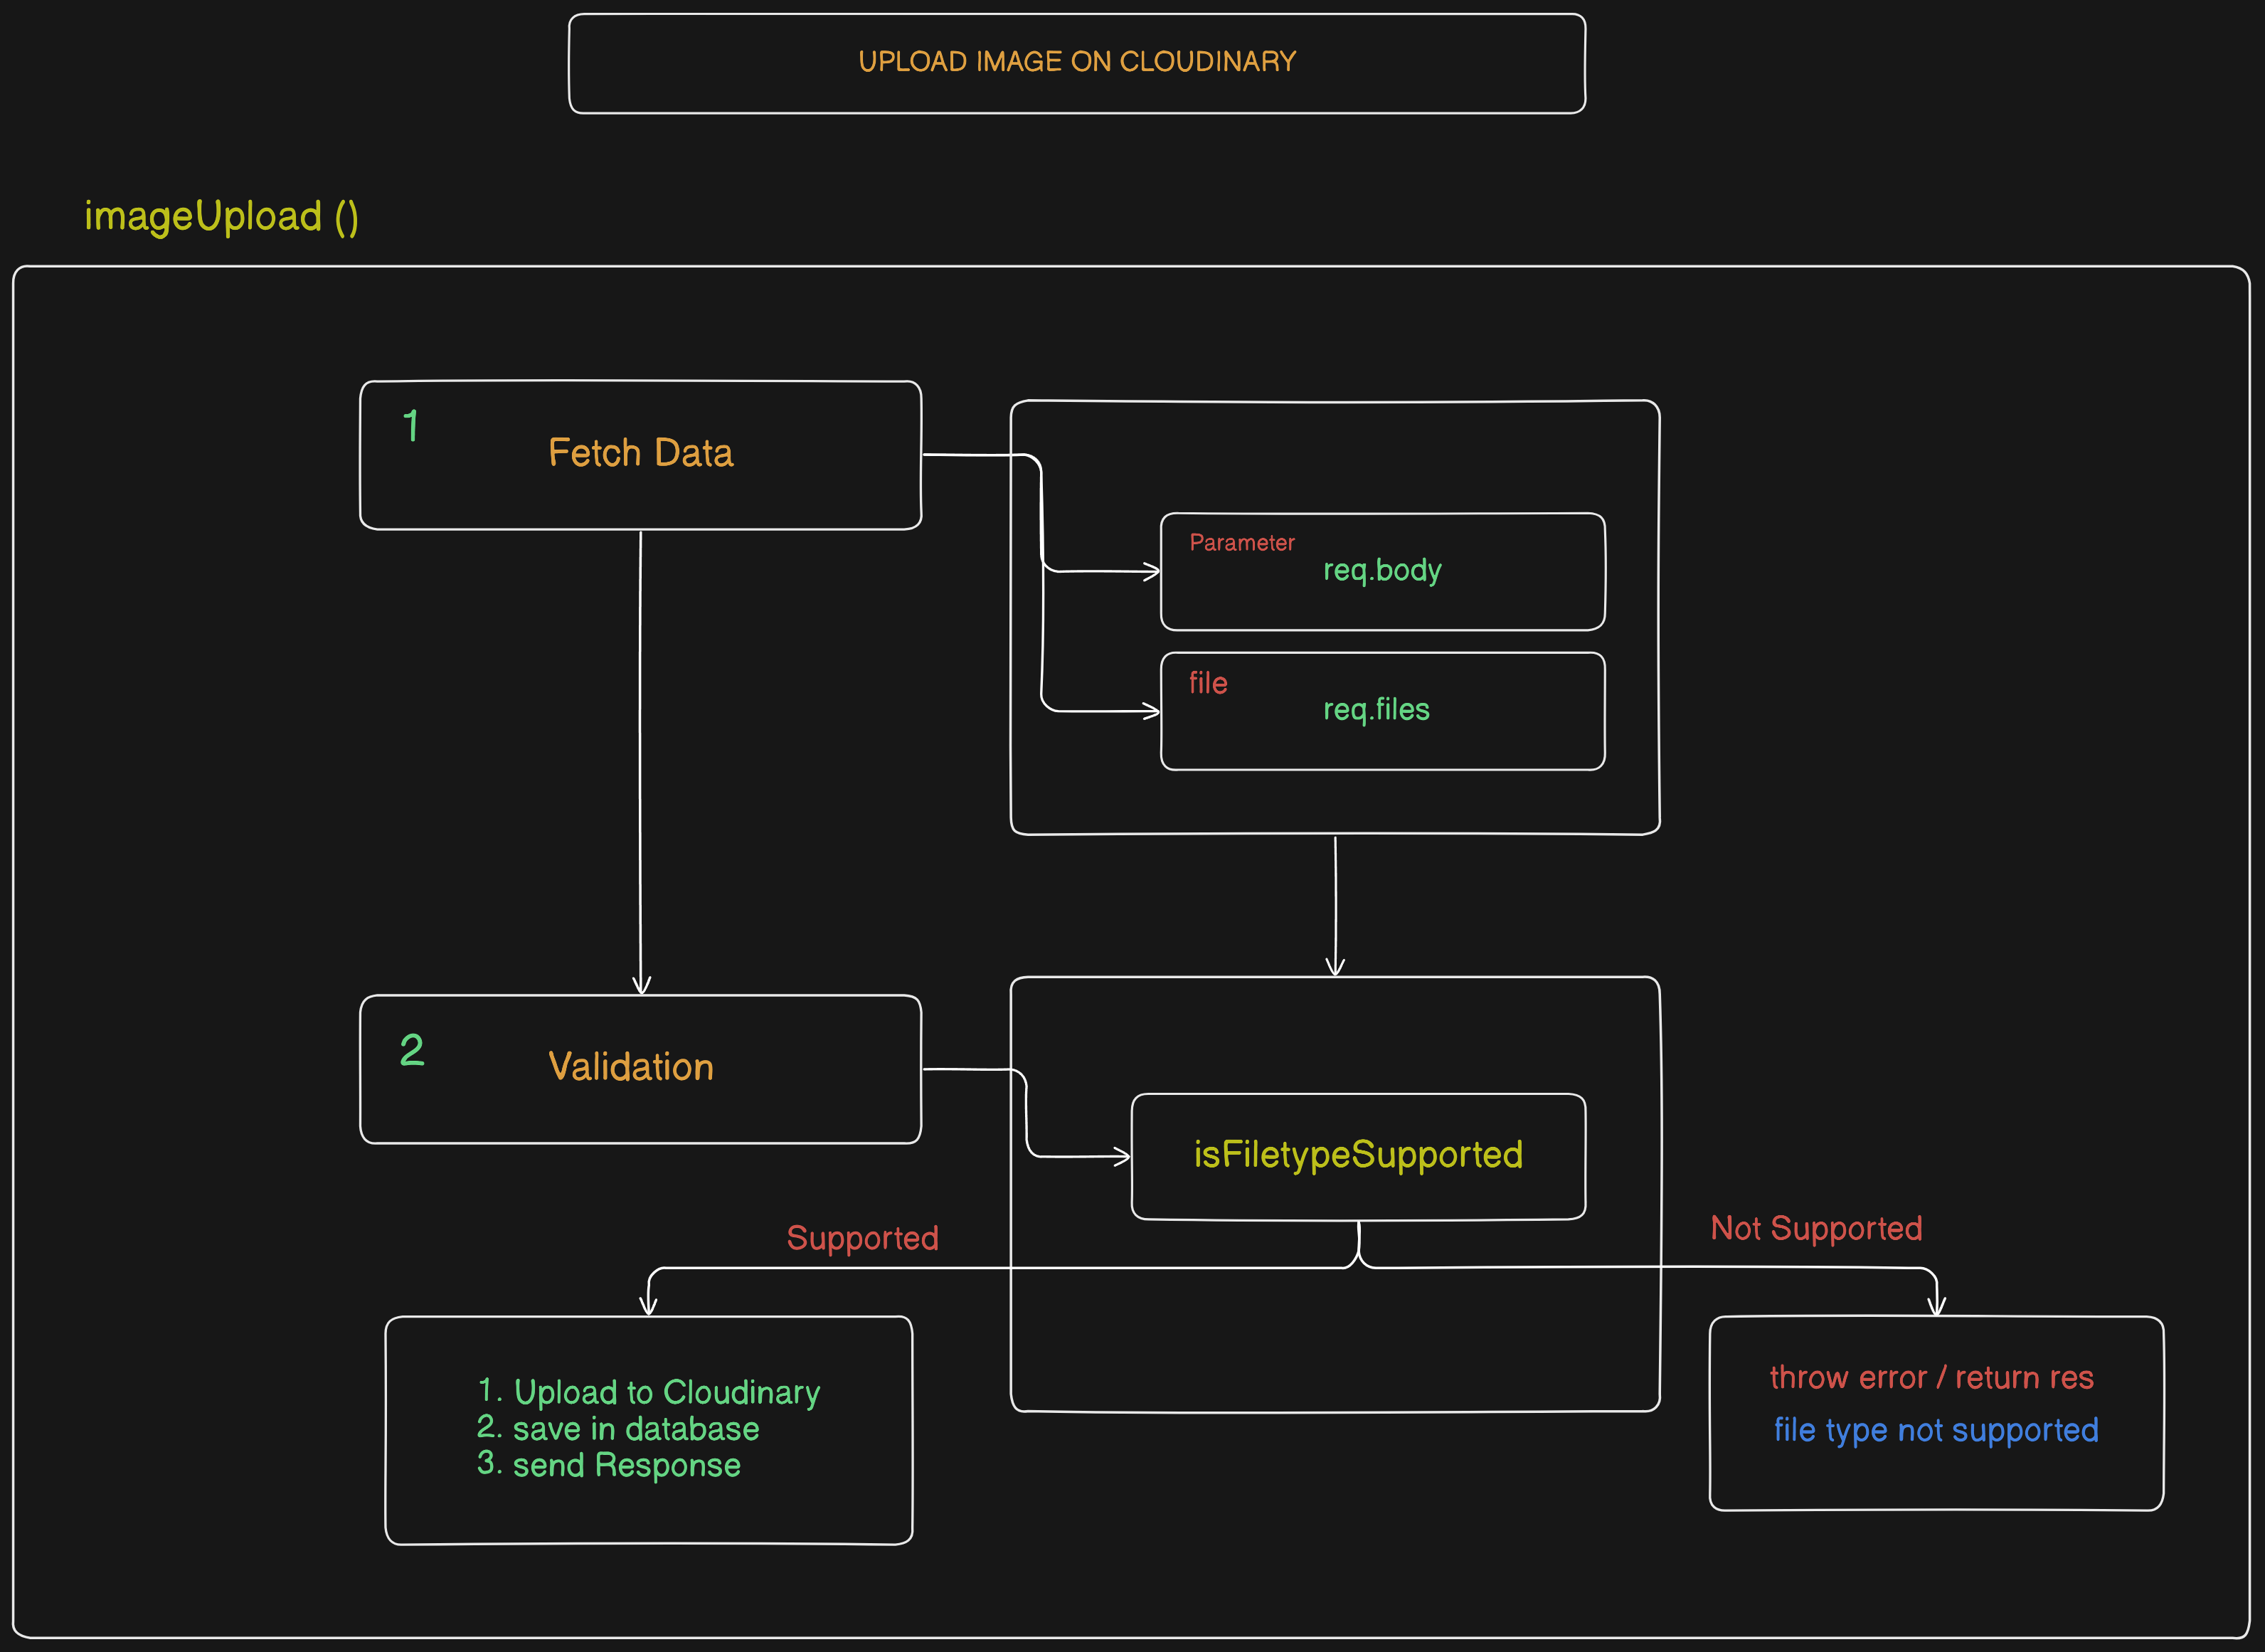 UPLOAD IMAGE ON CLOUDINARY
imageUpload ()
1
Fetch Data
Parameter
req.body
file
req.files
2
Validation
isFiletypeSupported
Supported
Not Supported
1. Upload to Cloudinary
2. save in database
3. send Response
throw error / return res
file type not supported